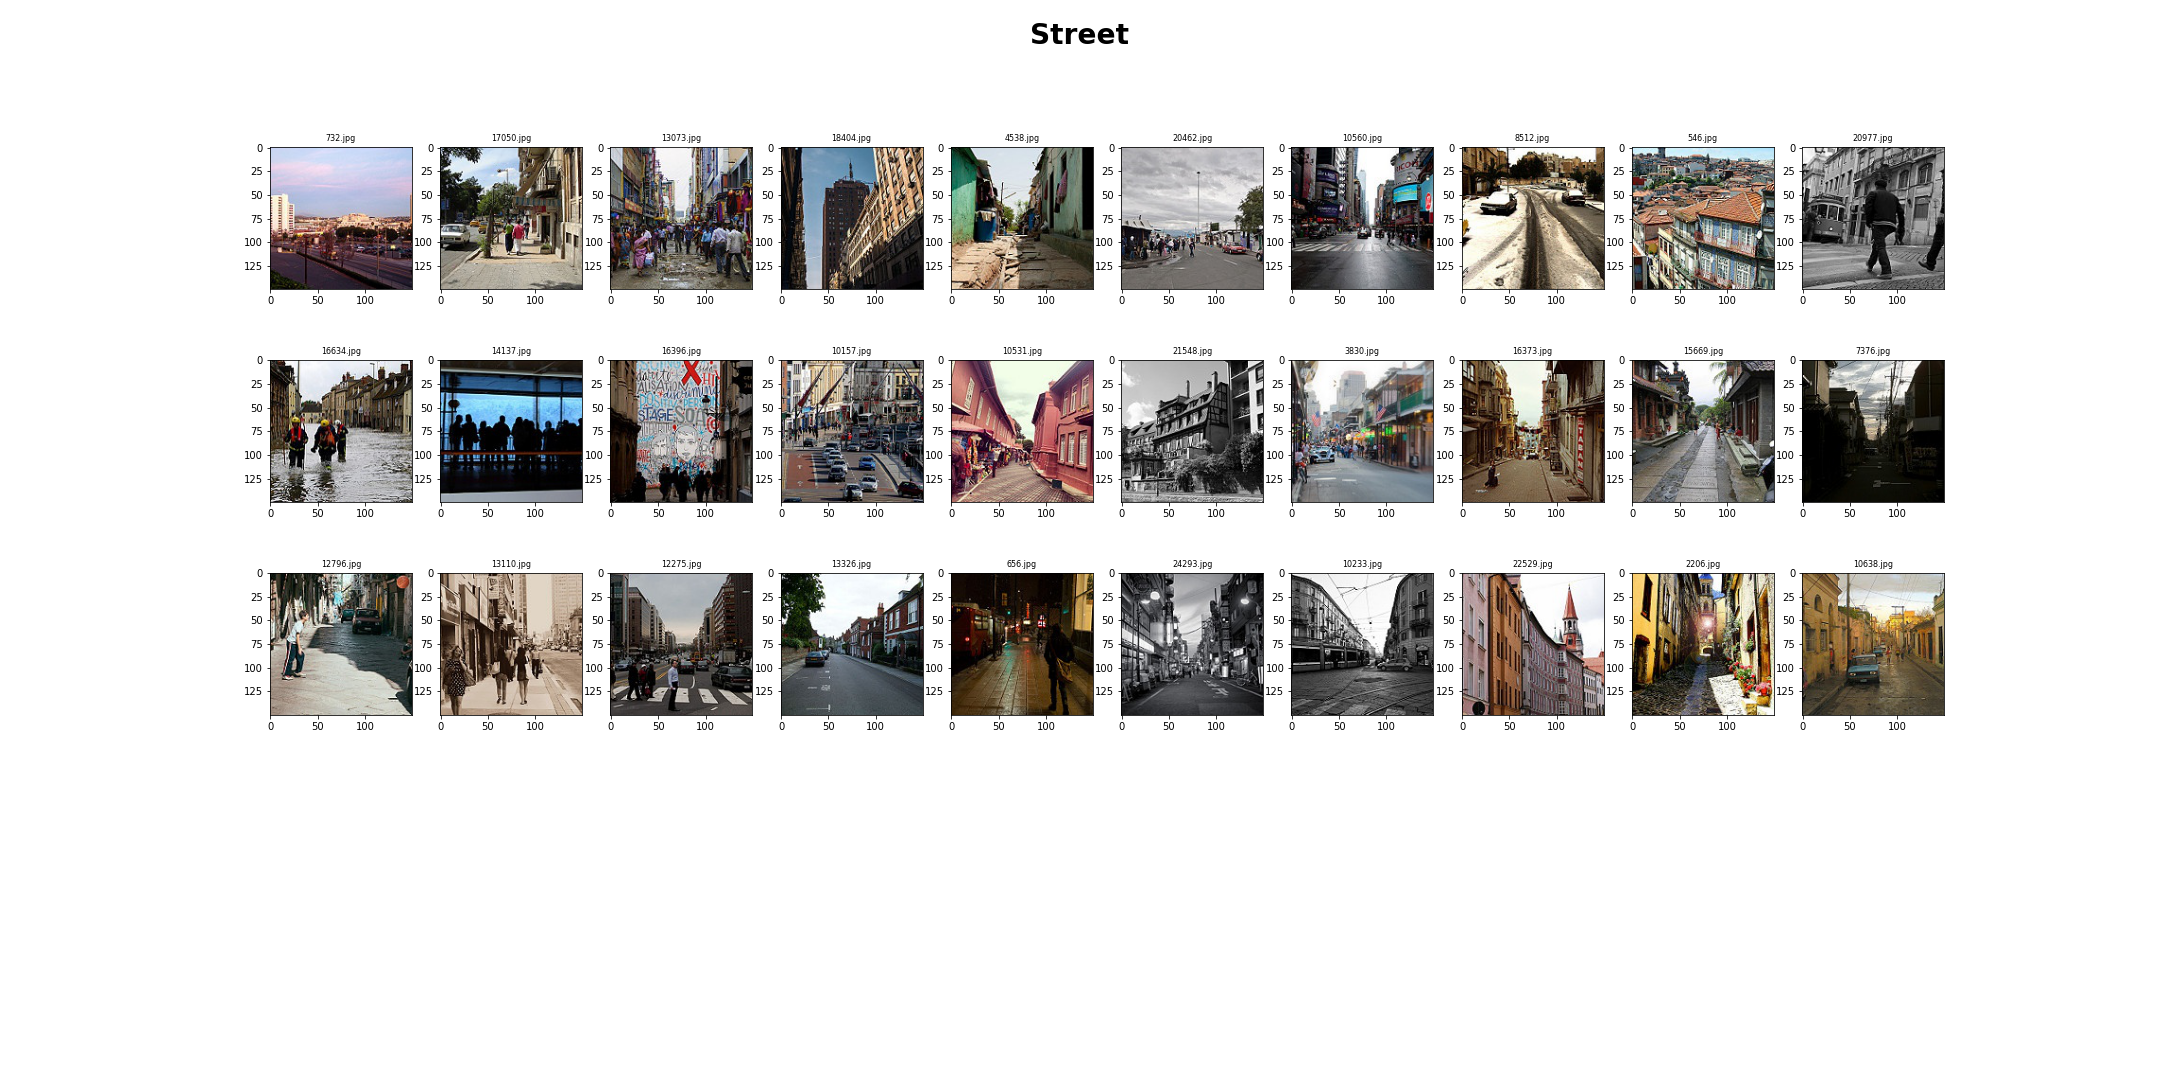 Street
732.jpg 17050.jpg 13073.jpg 18404.jpg 4538.jpg 20462.jpg 10560.jpg 8512.jpg 546.jpg 20977.jpg
0 0 0 0 0 0 0 0 0 0
25 25 25 25 25 25 25 25 25 25
50 50 50 50 50 50 50 50 50 50
75 75 75 75 75 75 75 75 75 75
100 100 100 100 100 100 100 100 100 100
125 125 125 125 125 125 125 125 125 125
0 50 100 0 50 100 0 50 100 0 50 100 0 50 100 0 50 100 0 50 100 0 50 100 0 50 100 0 50 100
16634.jpg 14137.jpg 16396.jpg 10157.jpg 10531.jpg 21548.jpg 3830.jpg 16373.jpg 15669.jpg 7376.jpg
0 0 0 0 0 0 0 0 0 0
25 25 25 25 25 25 25 25 25 25
50 50 50 50 50 50 50 50 50 50
STAGE
75 75 75 75 75 75 75 75 75 75
100 100 100 100 100 100 100 100 100 100
125 125 125 125 125 125 125 125 125 125
0 50 100 0 50 100 0 50 100 0 50 100 0 50 100 0 50 100 0 50 100 0 50 100 0 50 100 0 50 100
12796.jpg 13110.jpg 12275.jpg 13326.jpg 656.jpg 24293.jpg 10233.jpg 22529.jpg 2206.jpg 10638.jpg
0 0 0 0 0 0 0 0 0 0
25 25 25 25 25 25 25 25 25 25
50 50 50 50 50 50 50 50 50 50
75 75 75 75 75 75 75 75 75 75
100 100 100 100 100 100 100 100 100 100
125 125 125 125 125 125 125 125 125 125
0 50 100 0 50 100 0 50 100 0 50 100 0 50 100 0 50 100 0 50 100 0 50 100 0 50 100 0 50 100